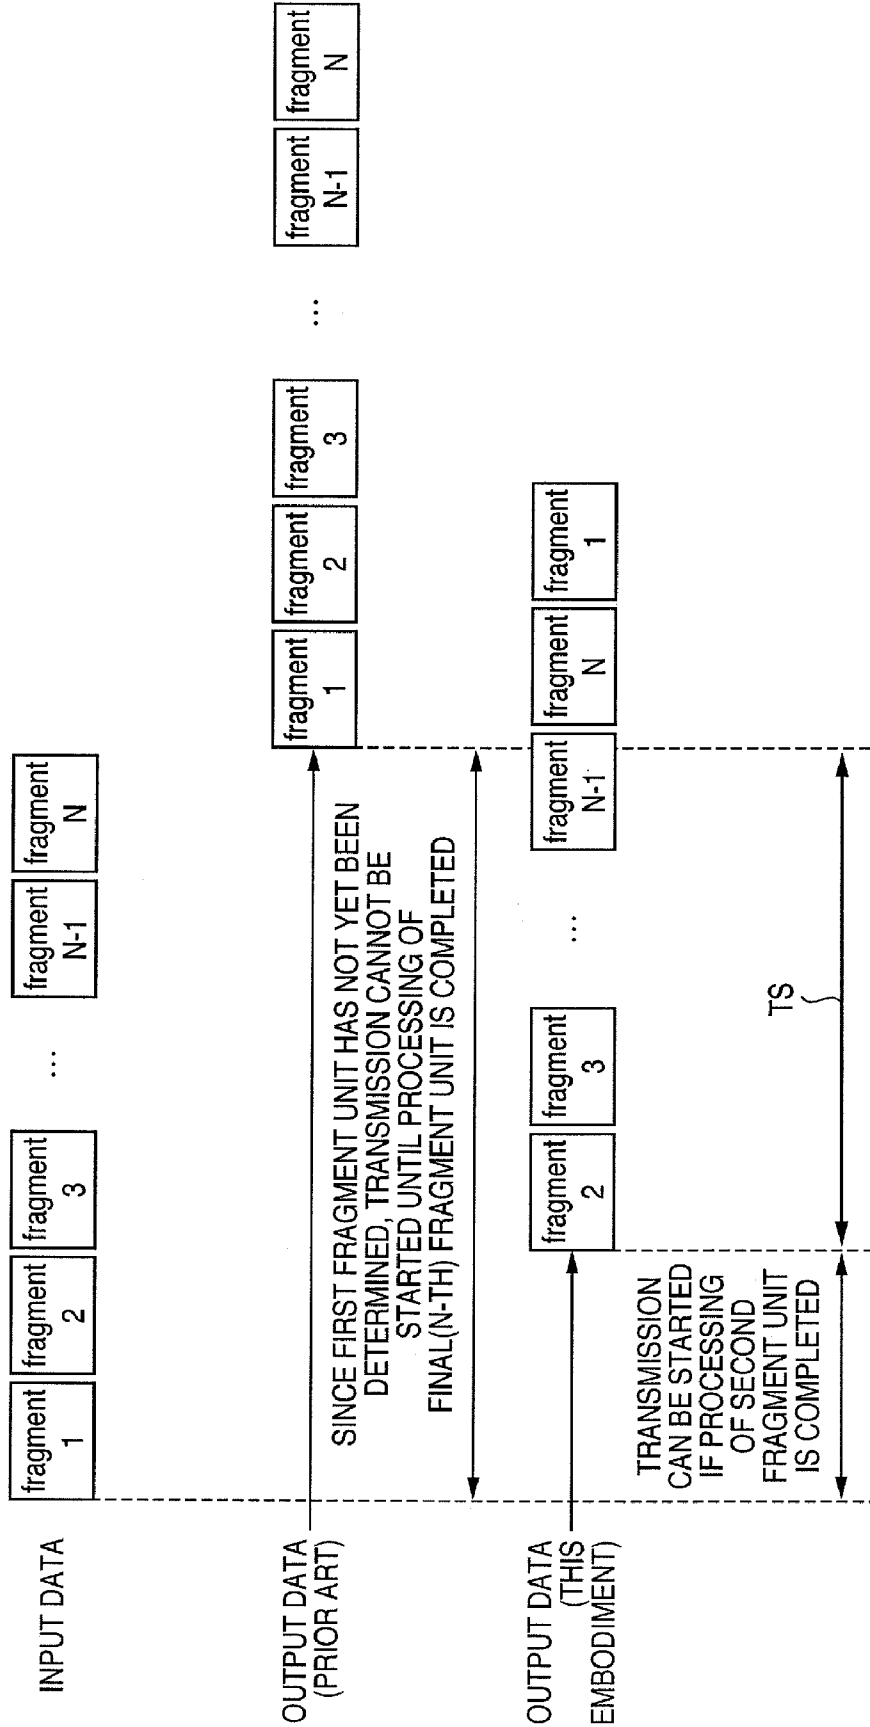 INPUT DATA
fragment
1
fragment
2
fragment
3
...
fragment
N-1
fragment
N
OUTPUT DATA
(PRIOR ART)
SINCE FIRST FRAGMENT UNIT HAS NOT YET BEEN
DETERMINED, TRANSMISSION CANNOT BE
STARTED UNTIL PROCESSING OF
FINAL(N-TH) FRAGMENT UNIT IS COMPLETED
fragment
1
fragment
2
fragment
3
...
fragment
N-1
fragment
N
OUTPUT DATA
(THIS
EMBODIMENT)
fragment
2
fragment
3
...
fragment
N-1
fragment
N
fragment
1
TRANSMISSION
CAN BE STARTED
IF PROCESSING
OF SECOND
FRAGMENT UNIT
IS COMPLETED
TS